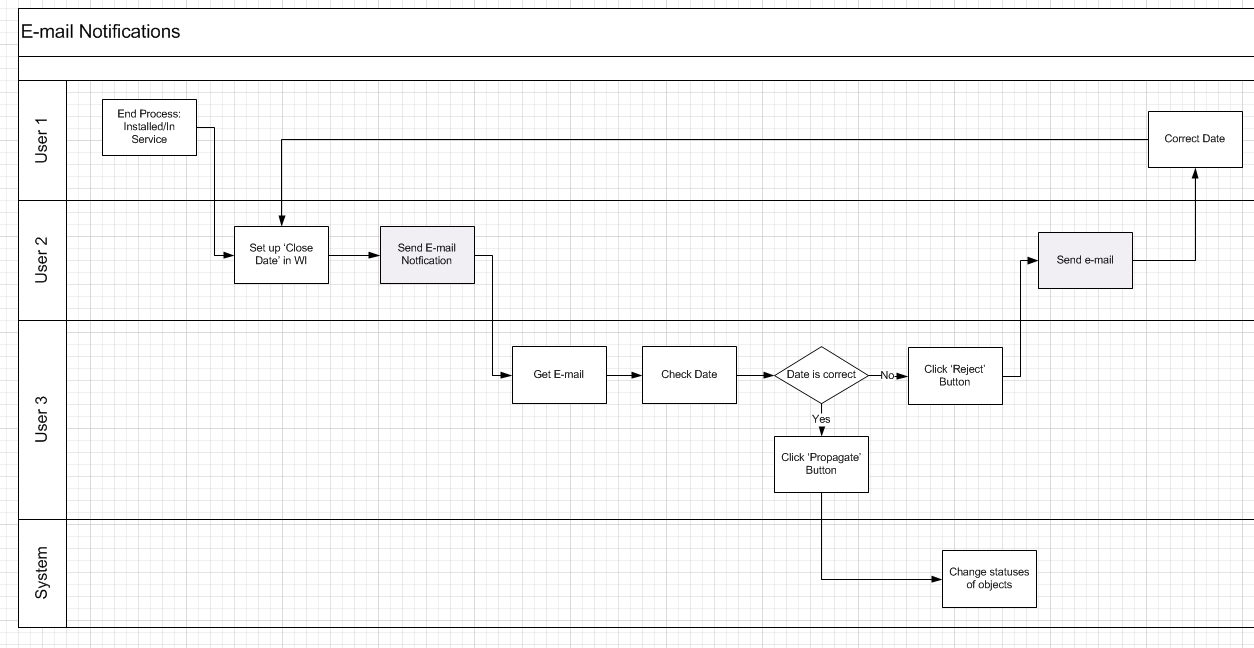 E-mail Notifications
User 1
End Process:
Installed/In
Service
Correct Date
User 2
Set up ‘Close
Date’ in WI
Send E-mail
Notfication
Send e-mail
User 3
Get E-mail
Check Date
Date is correct
No
Click ‘Reject’
Button
Yes
Click ‘Propagate’
Button
System
Change statuses
of objects